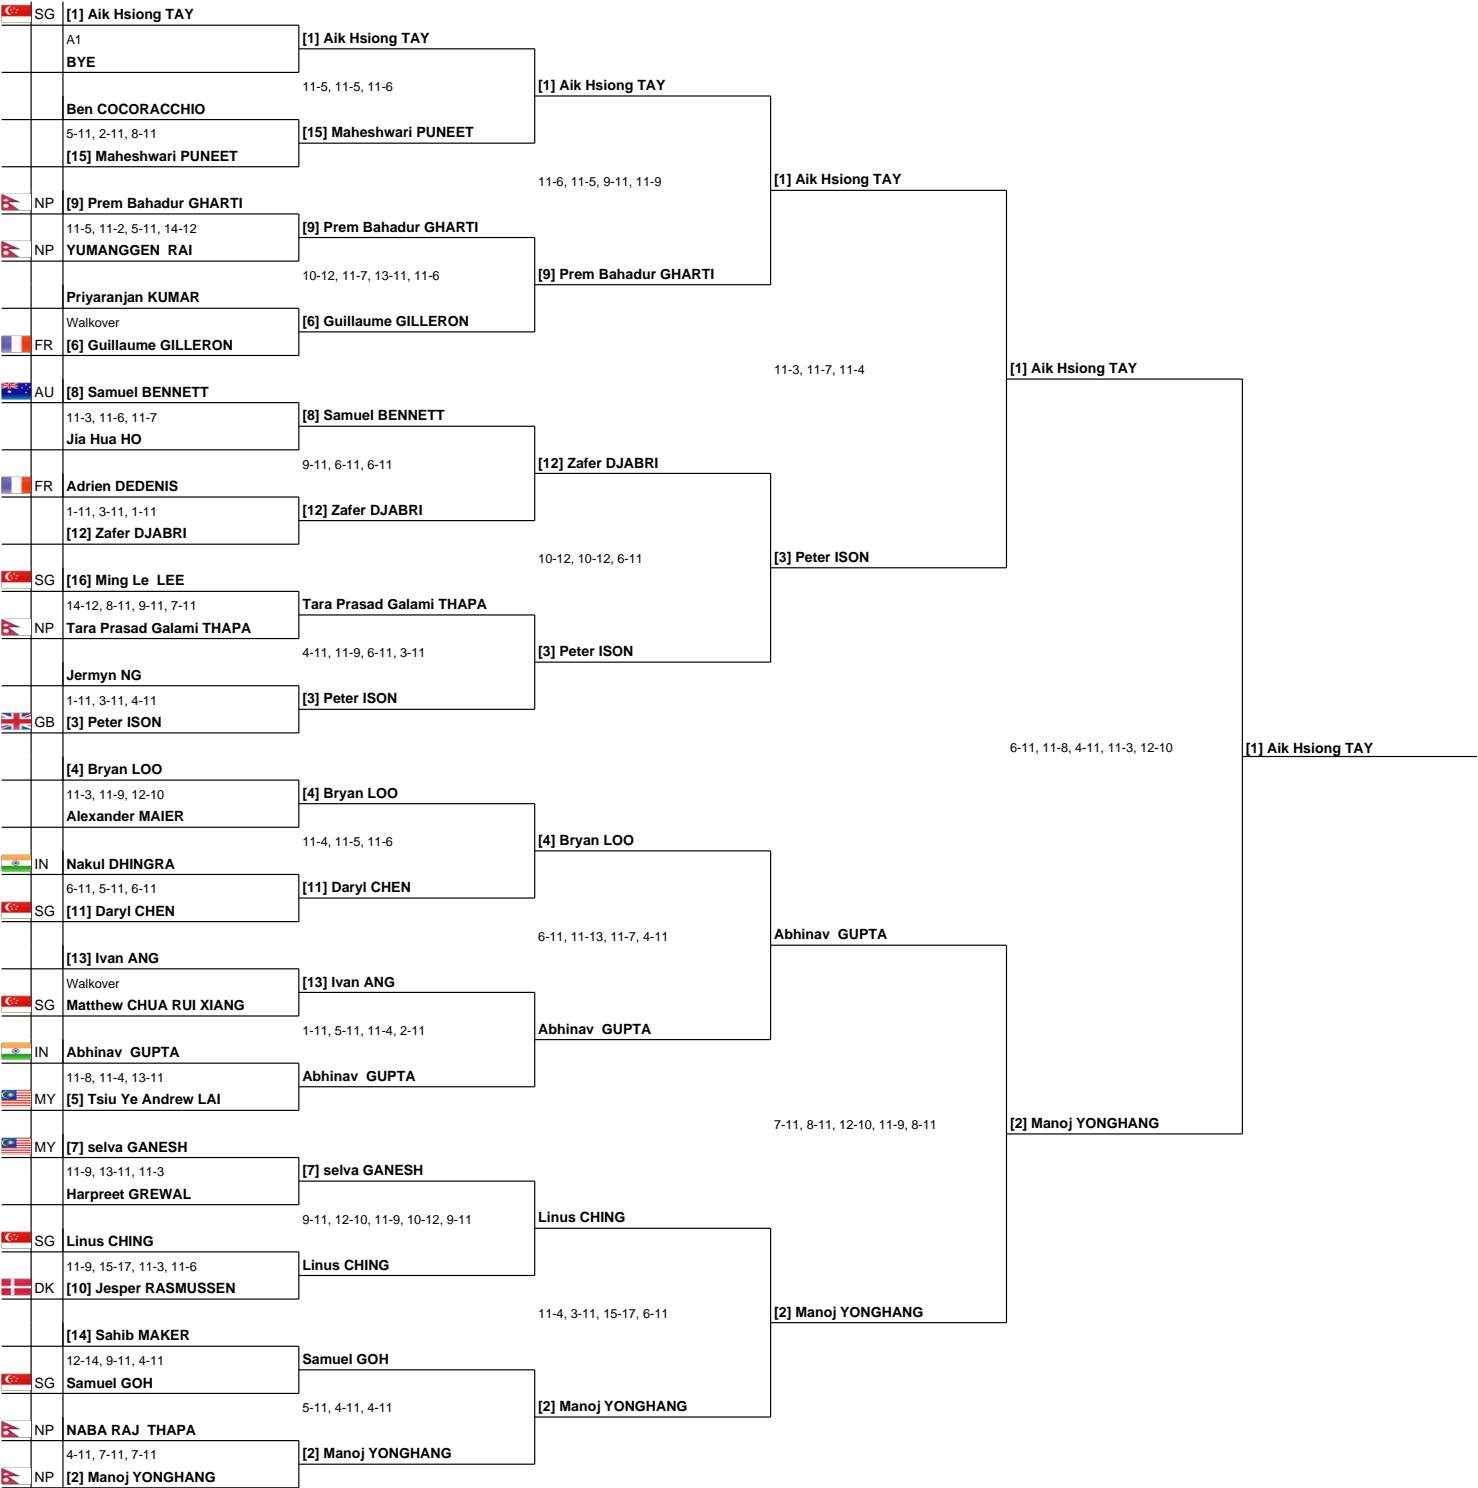 SG [1] Aik Hsiong TAY
A1 [1] Aik Hsiong TAY
BYE
11-5, 11-5, 11-6 [1] Aik Hsiong TAY
Ben COCORACCHIO
5-11, 2-11, 8-11 [15] Maheshwari PUNEET
[15] Maheshwari PUNEET
11-6, 11-5, 9-11, 11-9 [1] Aik Hsiong TAY
NP [9] Prem Bahadur GHARTI
11-5, 11-2, 5-11, 14-12 [9] Prem Bahadur GHARTI
NP YUMANGGEN RAI
10-12, 11-7, 13-11, 11-6 [9] Prem Bahadur GHARTI
Priyaranjan KUMAR
Walkover [6] Guillaume GILLERON
FR [6] Guillaume GILLERON
11-3, 11-7, 11-4 [1] Aik Hsiong TAY
AU [8] Samuel BENNETT
11-3, 11-6, 11-7 [8] Samuel BENNETT
Jia Hua HO
9-11, 6-11, 6-11 [12] Zafer DJABRI
FR Adrien DEDENIS
1-11, 3-11, 1-11 [12] Zafer DJABRI
[12] Zafer DJABRI
10-12, 10-12, 6-11 [3] Peter ISON
SG [16] Ming Le LEE
14-12, 8-11, 9-11, 7-11 Tara Prasad Galami THAPA
NP Tara Prasad Galami THAPA
4-11, 11-9, 6-11, 3-11 [3] Peter ISON
Jermyn NG
1-11, 3-11, 4-11 [3] Peter ISON
GB [3] Peter ISON
6-11, 11-8, 4-11, 11-3, 12-10 [1] Aik Hsiong TAY
[4] Bryan LOO
11-3, 11-9, 12-10 [4] Bryan LOO
Alexander MAIER
11-4, 11-5, 11-6 [4] Bryan LOO
IN Nakul DHINGRA
6-11, 5-11, 6-11 [11] Daryl CHEN
SG [11] Daryl CHEN
6-11, 11-13, 11-7, 4-11 Abhinav GUPTA
[13] Ivan ANG
Walkover [13] Ivan ANG
SG Matthew CHUA RUI XIANG
1-11, 5-11, 11-4, 2-11 Abhinav GUPTA
IN Abhinav GUPTA
11-8, 11-4, 13-11 Abhinav GUPTA
MY [5] Tsiu Ye Andrew LAI
7-11, 8-11, 12-10, 11-9, 8-11 [2] Manoj YONGHANG
MY [7] selva GANESH
11-9, 13-11, 11-3 [7] selva GANESH
Harpreet GREWAL
9-11, 12-10, 11-9, 10-12, 9-11 Linus CHING
SG Linus CHING
11-9, 15-17, 11-3, 11-6 Linus CHING
DK [10] Jesper RASMUSSEN
11-4, 3-11, 15-17, 6-11 [2] Manoj YONGHANG
[14] Sahib MAKER
12-14, 9-11, 4-11 Samuel GOH
SG Samuel GOH
5-11, 4-11, 4-11 [2] Manoj YONGHANG
NP NABA RAJ THAPA
4-11, 7-11, 7-11 [2] Manoj YONGHANG
NP [2] Manoj YONGHANG